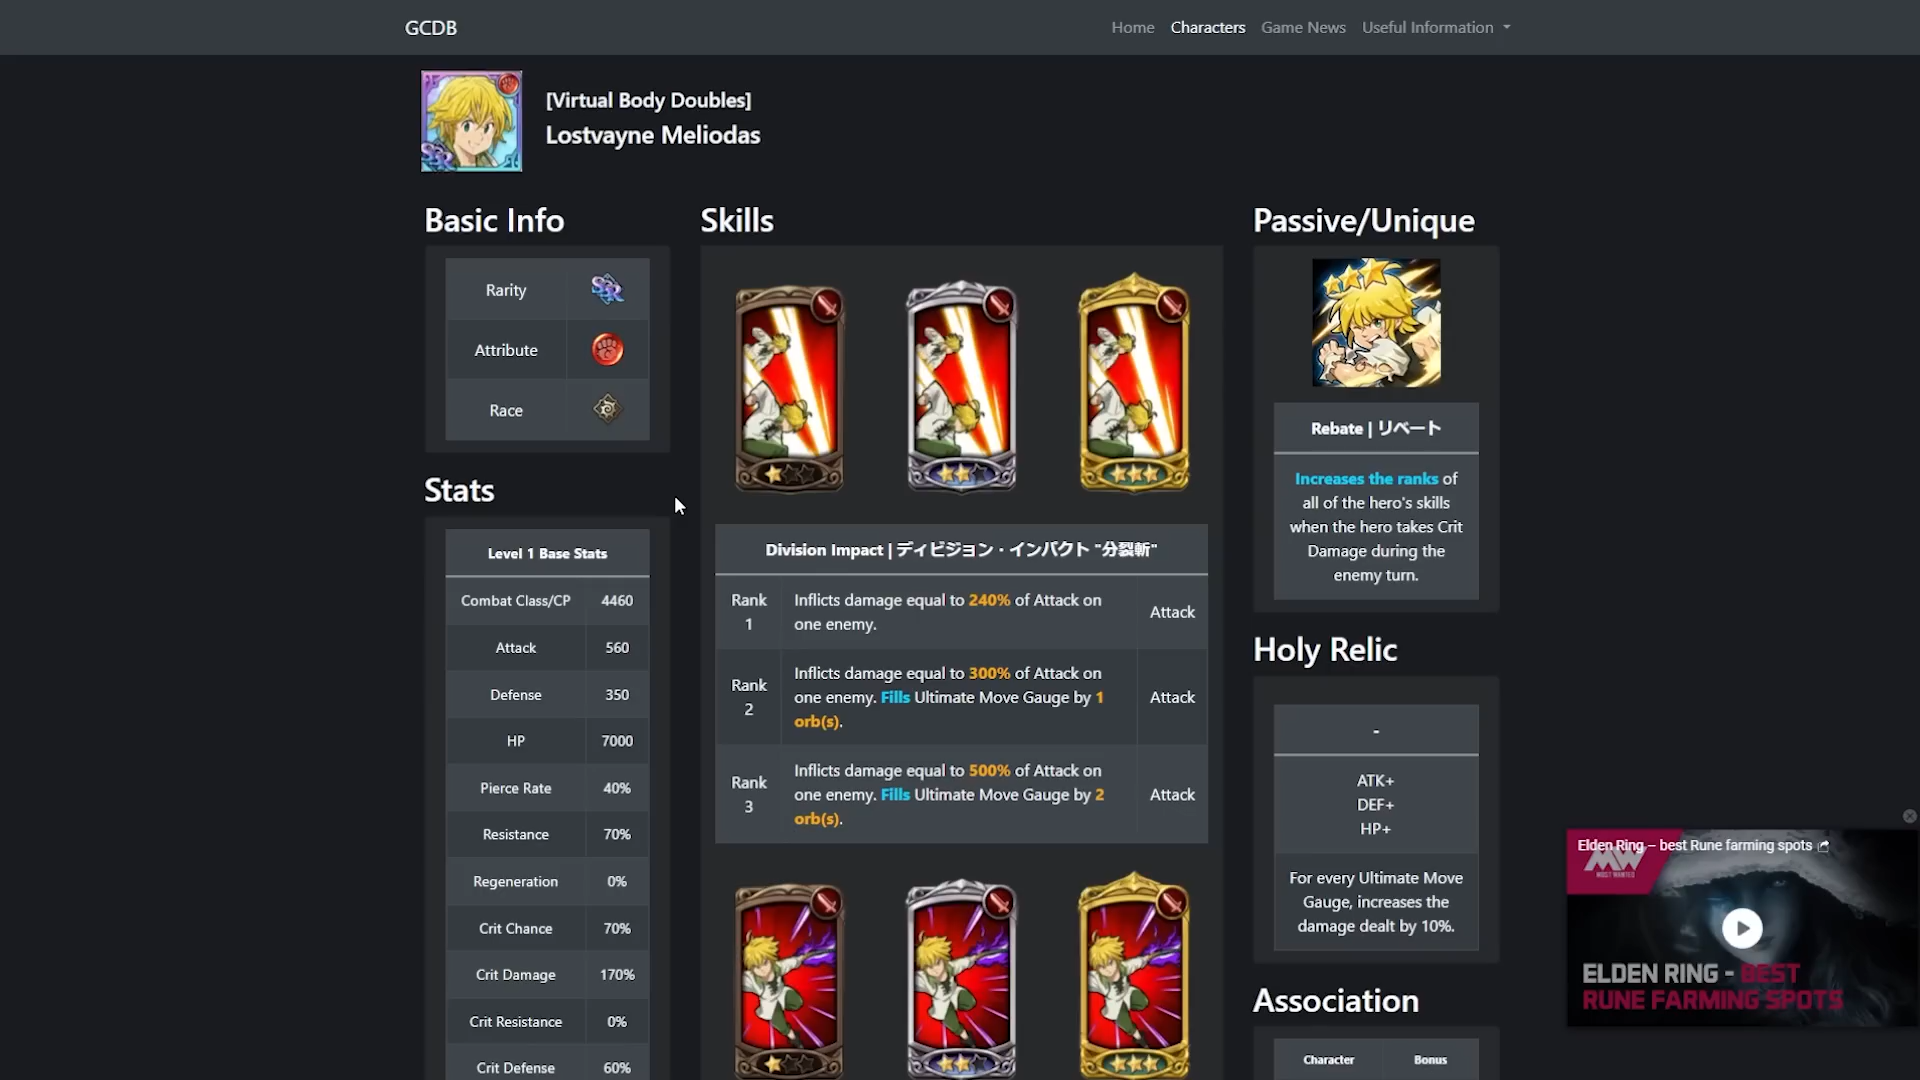 GCDB
Home
Characters
Game News
Useful Information
[Virtual Body Doubles]
Lostvayne Meliodas
Basic Info
Rarity
SSR
Attribute
Race
Stats
Level 1 Base Stats
Combat Class/CP 4460
Attack 560
Defense 350
HP 7000
Pierce Rate 40%
Resistance 70%
Regeneration 0%
Crit Chance 70%
Crit Damage 170%
Crit Resistance 0%
Crit Defense 60%
Skills
Division Impact | ディビジョン・インパクト "分裂斬"
Rank
1
Inflicts damage equal to 240% of Attack on
one enemy.
Attack
Rank
2
Inflicts damage equal to 300% of Attack on
one enemy. Fills Ultimate Move Gauge by 1
orb(s).
Attack
Rank
3
Inflicts damage equal to 500% of Attack on
one enemy. Fills Ultimate Move Gauge by 2
orb(s).
Attack
Passive/Unique
Rebate | リベート
Increases the ranks of
all of the hero's skills
when the hero takes Crit
Damage during the
enemy turn.
Holy Relic
-
ATK+
DEF+
HP+
For every Ultimate Move
Gauge, increases the
damage dealt by 10%.
Association
Character Bonus
Elden Ring – best Rune farming spots
MW
MOST WANTED
ELDEN RING - BEST
RUNE FARMING SPOTS